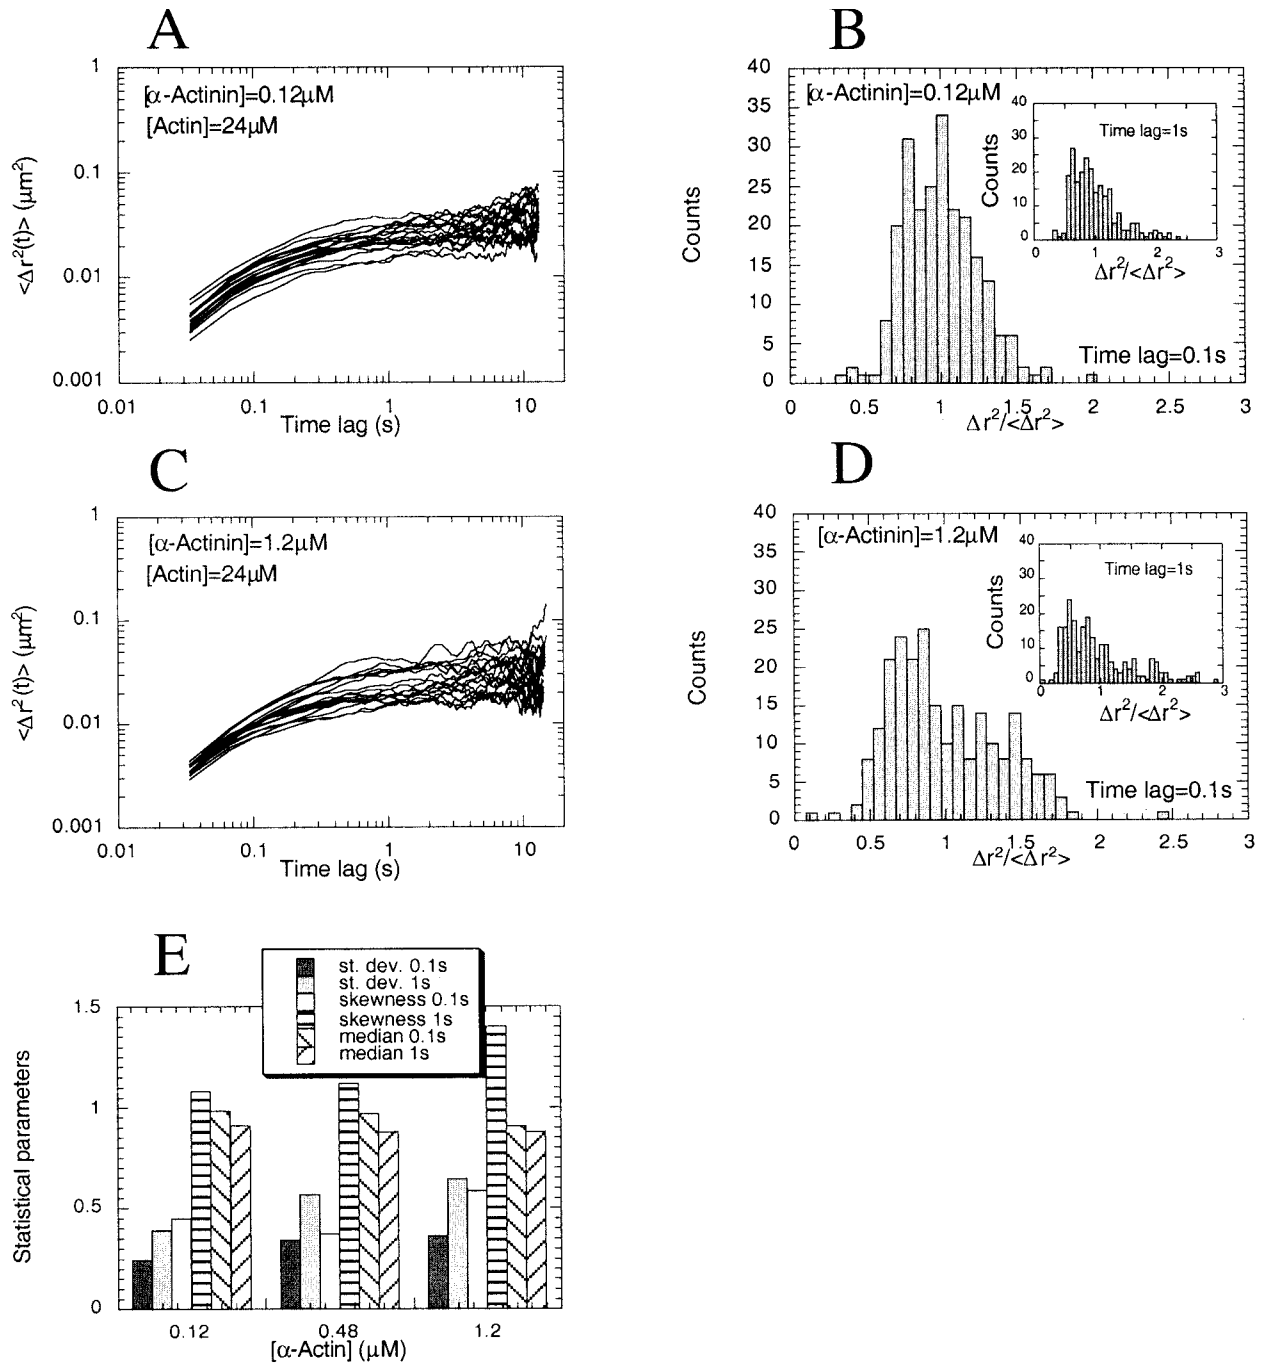 A
1
[α-Actinin]=0.12μM
[Actin]=24μM
0.1
<Δr²(t)> (μm²)
0.01
0.001
0.01 0.1 1 10
Time lag (s)
B
40
[α-Actinin]=0.12μM
35
30
25
20
15
10
5
0
Counts
40
Time lag=1s
30
20
10
0
Counts
0 1 2 3
Δr²/<Δr²>
Time lag=0.1s
0 0.5 1 1.5 2 2.5 3
Δr²/<Δr²>
C
1
[α-Actinin]=1.2μM
[Actin]=24μM
0.1
<Δr²(t)> (μm²)
0.01
0.001
0.01 0.1 1 10
Time lag (s)
D
40
[α-Actinin]=1.2μM
35
30
25
20
15
10
5
0
Counts
40
Time lag=1s
30
20
10
0
Counts
0 1 2 3
Δr²/<Δr²>
Time lag=0.1s
0 0.5 1 1.5 2 2.5 3
Δr²/<Δr²>
E
st. dev. 0.1s
st. dev. 1s
skewness 0.1s
skewness 1s
median 0.1s
median 1s
1.5
1
0.5
0
Statistical parameters
0.12 0.48 1.2
[α-Actin] (μM)